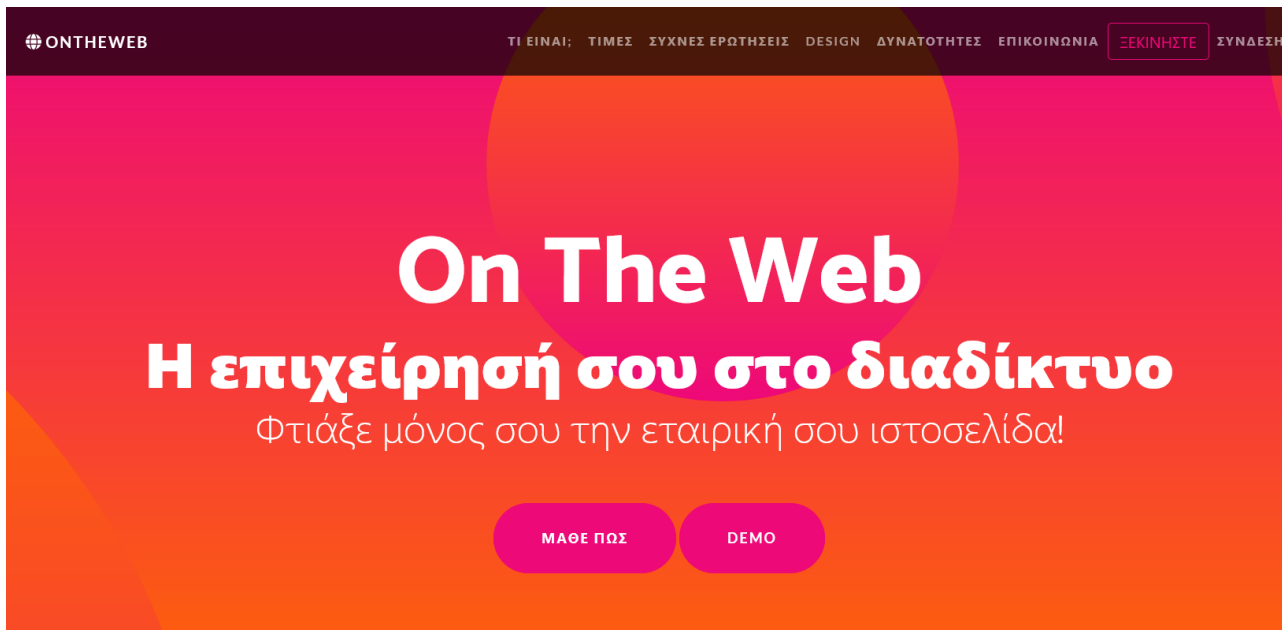 ONTHEWEB ΤΙ ΕΙΝΑΙ; ΤΙΜΕΣ ΣΥΧΝΕΣ ΕΡΩΤΗΣΕΙΣ DESIGN ΔΥΝΑΤΟΤΗΤΕΣ ΕΠΙΚΟΙΝΩΝΙΑ ΞΕΚΙΝΗΣΤΕ ΣΥΝΔΕΣΗ
On The Web
Η επιχείρησή σου στο διαδίκτυο
Φτιάξε μόνος σου την εταιρική σου ιστοσελίδα!
ΜΑΘΕ ΠΩΣ DEMO